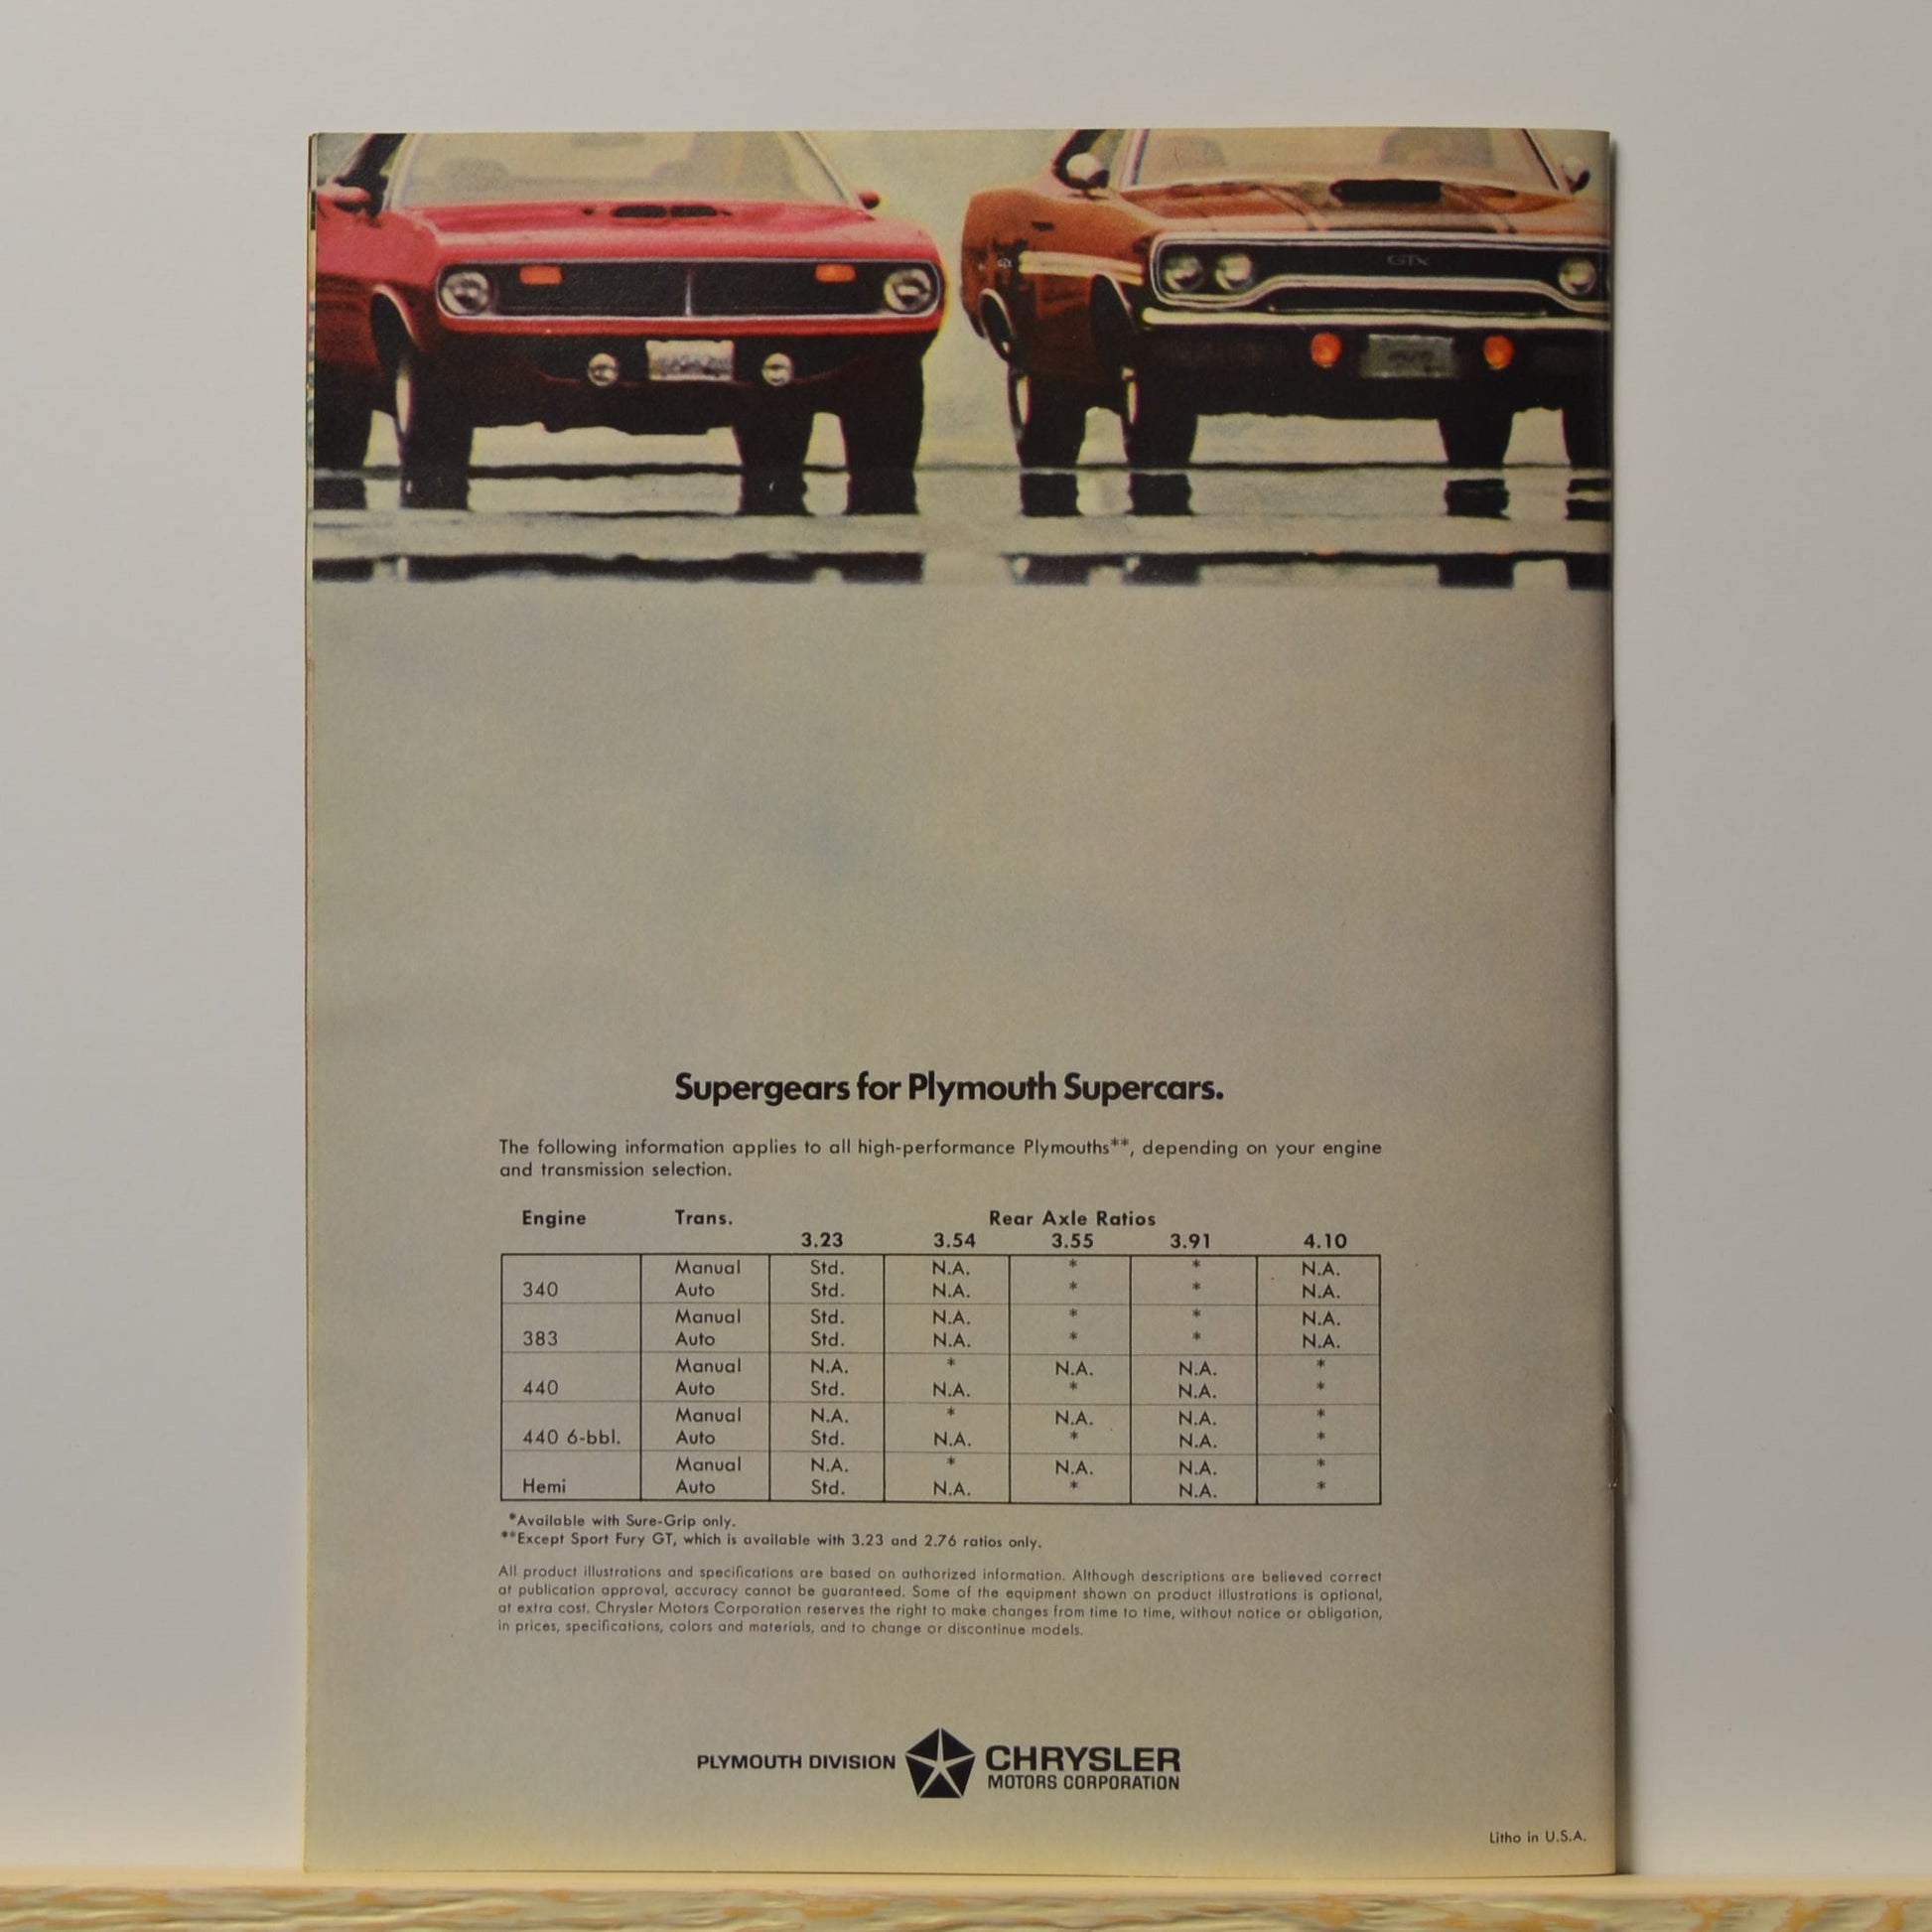 GTX
GTX
Supergears for Plymouth Supercars.
The following information applies to all high-performance Plymouths**, depending on your engine
and transmission selection.
Engine Trans. Rear Axle Ratios
3.23 3.54 3.55 3.91 4.10
Manual Std. N.A. * * N.A.
340 Auto Std. N.A. * * N.A.
Manual Std. N.A. * * N.A.
383 Auto Std. N.A. * * N.A.
Manual N.A. * N.A. N.A. *
440 Auto Std. N.A. * N.A. *
Manual N.A. * N.A. N.A. *
440 6-bbl. Auto Std. N.A. * N.A. *
Manual N.A. * N.A. N.A. *
Hemi Auto Std. N.A. * N.A. *
*Available with Sure-Grip only.
**Except Sport Fury GT, which is available with 3.23 and 2.76 ratios only.
All product illustrations and specifications are based on authorized information. Although descriptions are believed correct
at publication approval, accuracy cannot be guaranteed. Some of the equipment shown on product illustrations is optional,
at extra cost. Chrysler Motors Corporation reserves the right to make changes from time to time, without notice or obligation,
in prices, specifications, colors and materials, and to change or discontinue models.
PLYMOUTH DIVISION CHRYSLER
MOTORS CORPORATION
Litho in U.S.A.